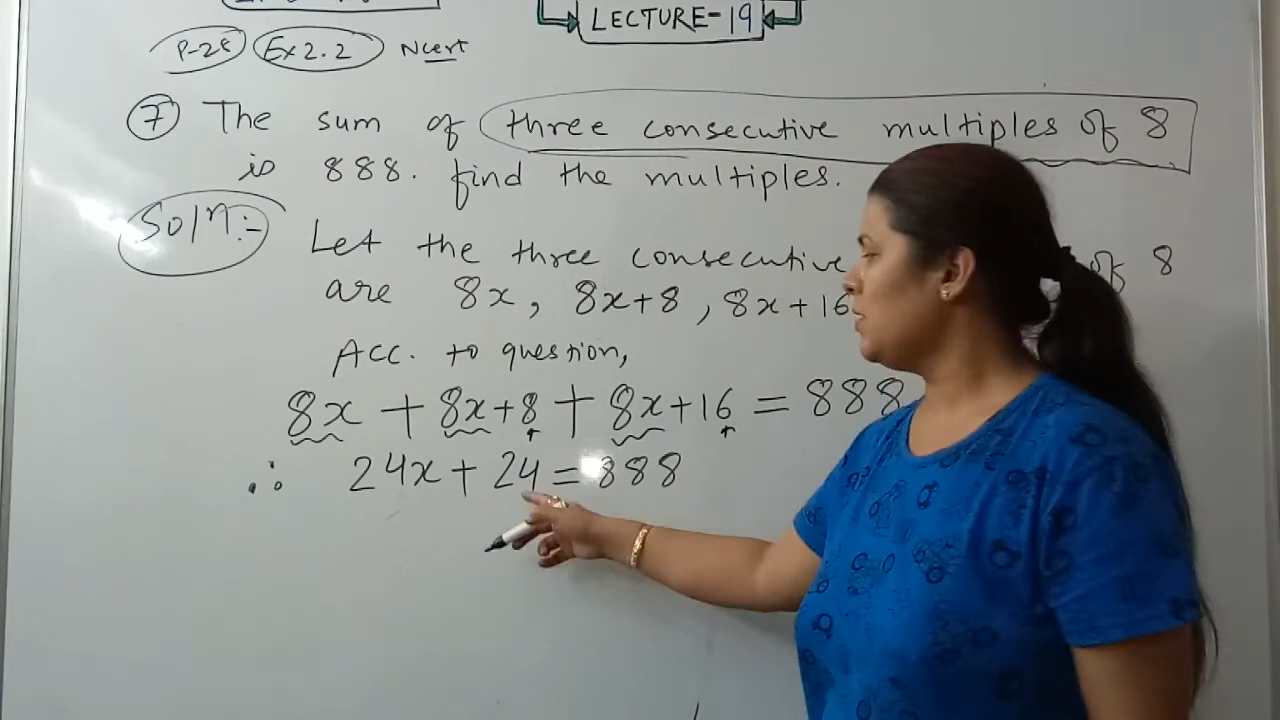 LECTURE-19
P-28 Ex 2.2 Ncert
7 The sum of three consecutive multiples of 8
is 888. find the multiples.
Soln:- Let the three consecutive of 8
are 8x, 8x+8, 8x+16
Acc. to question,
8x + 8x+8 + 8x+16 = 888
∴ 24x + 24 = 888